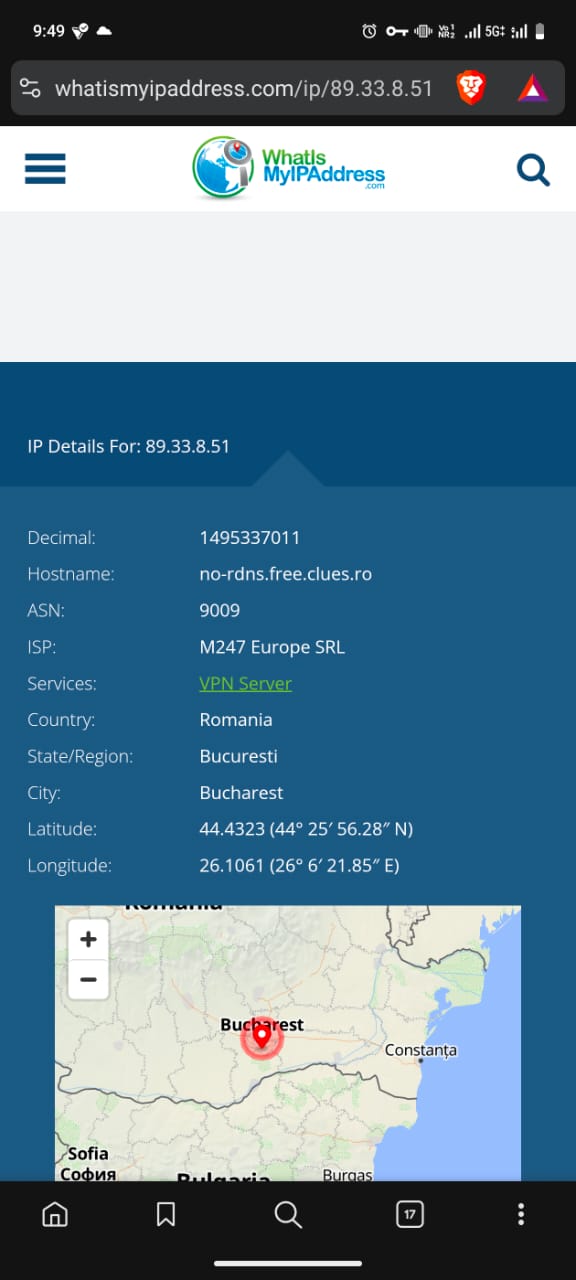 9:49 Vo 1 NR2 5G‡
whatismyipaddress.com/ip/89.33.8.51
WhatIs
MyIPAddress
.com
IP Details For: 89.33.8.51
Decimal: 1495337011
Hostname: no-rdns.free.clues.ro
ASN: 9009
ISP: M247 Europe SRL
Services: VPN Server
Country: Romania
State/Region: Bucuresti
City: Bucharest
Latitude: 44.4323 (44° 25′ 56.28″ N)
Longitude: 26.1061 (26° 6′ 21.85″ E)
Romania
+
−
Bucharest
Constanța
Sofia
София
Bulgaria
Burgas
17